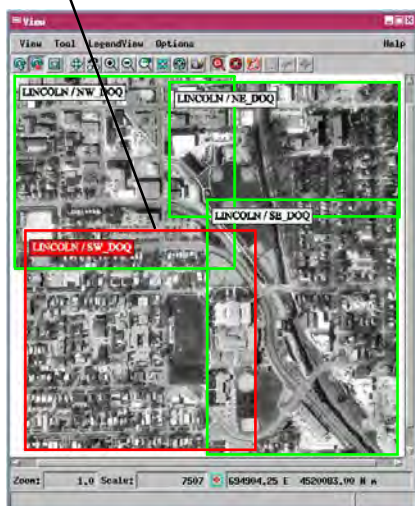 View
View Tool LegendView Options Help
LINCOLN / NW_DOQ
LINCOLN / NE_DOQ
LINCOLN / SE_DOQ
LINCOLN / SW_DOQ
Zoom: 1.0 Scale: 7507 694904.25 E 4520083.00 N m